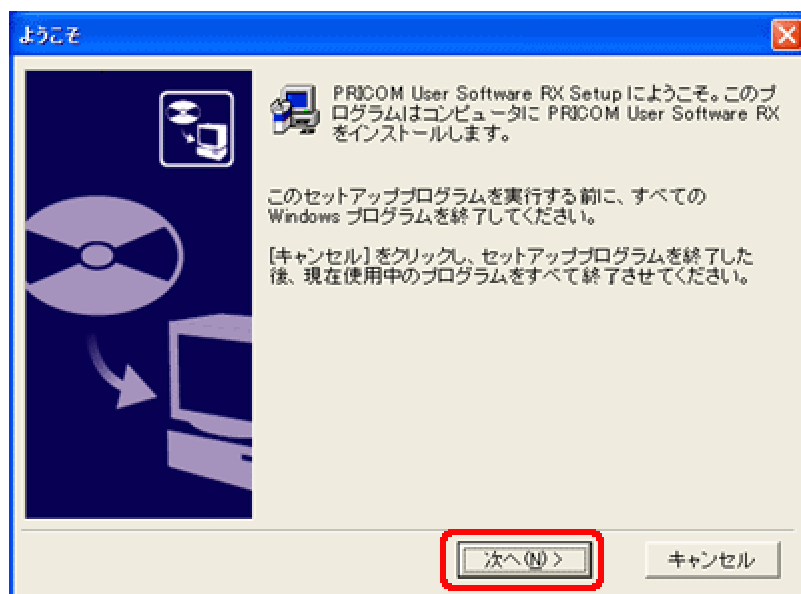 ようこそ
PRICOM User Software RX Setup にようこそ。このプ
ログラムはコンピュータに PRICOM User Software RX
をインストールします。
このセットアッププログラムを実行する前に、すべての
Windows プログラムを終了してください。
[キャンセル] をクリックし、セットアッププログラムを終了した
後、現在使用中のプログラムをすべて終了させてください。
次へ(N) >
キャンセル